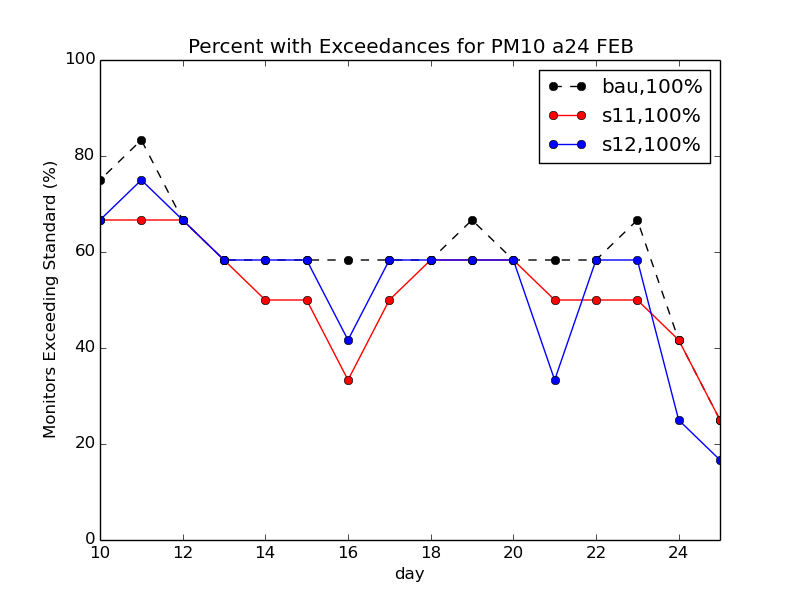 Percent with Exceedances for PM10 a24 FEB
bau,100%
s11,100%
s12,100%
Monitors Exceeding Standard (%)
100
80
60
40
20
0
10 12 14 16 18 20 22 24
day